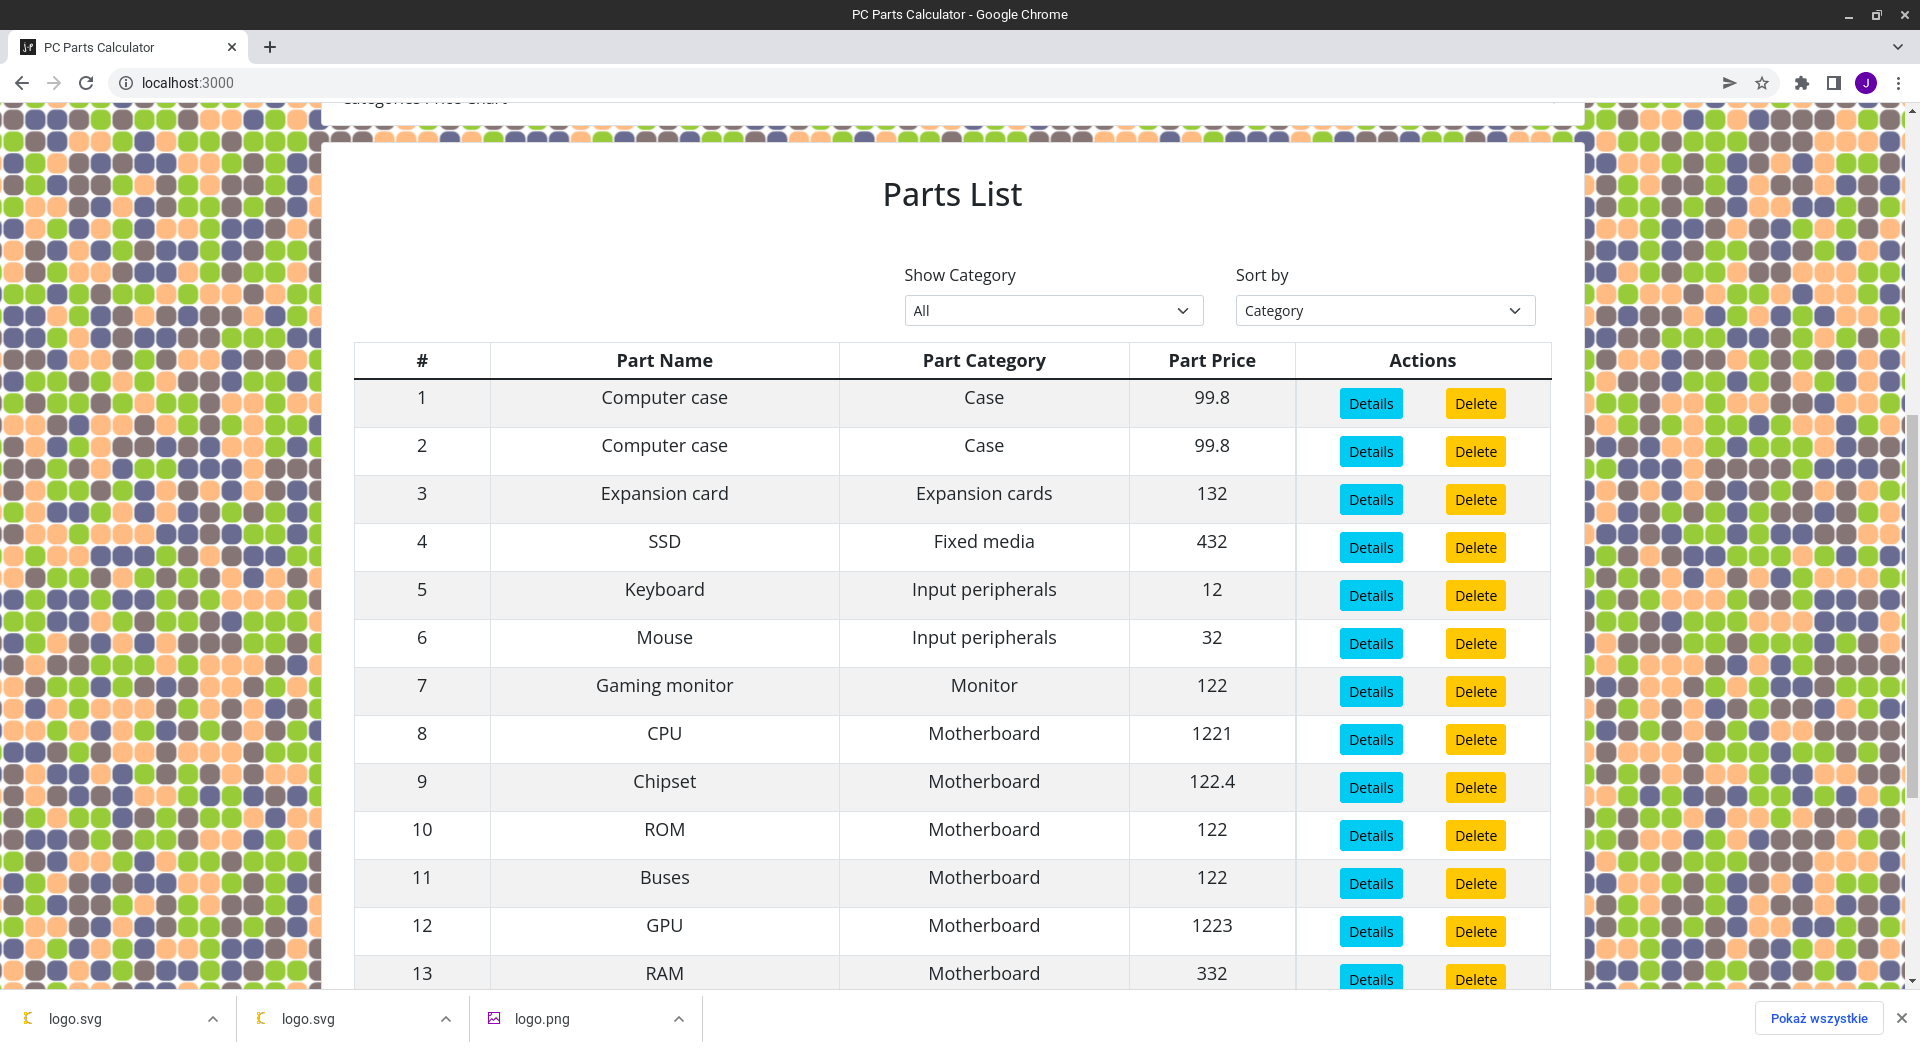 PC Parts Calculator - Google Chrome
PC Parts Calculator
localhost:3000
J
Categories Price Chart
Parts List
Show Category Sort by
All Category
# Part Name Part Category Part Price Actions
1 Computer case Case 99.8 Details Delete
2 Computer case Case 99.8 Details Delete
3 Expansion card Expansion cards 132 Details Delete
4 SSD Fixed media 432 Details Delete
5 Keyboard Input peripherals 12 Details Delete
6 Mouse Input peripherals 32 Details Delete
7 Gaming monitor Monitor 122 Details Delete
8 CPU Motherboard 1221 Details Delete
9 Chipset Motherboard 122.4 Details Delete
10 ROM Motherboard 122 Details Delete
11 Buses Motherboard 122 Details Delete
12 GPU Motherboard 1223 Details Delete
13 RAM Motherboard 332 Details Delete
logo.svg logo.svg logo.png Pokaż wszystkie